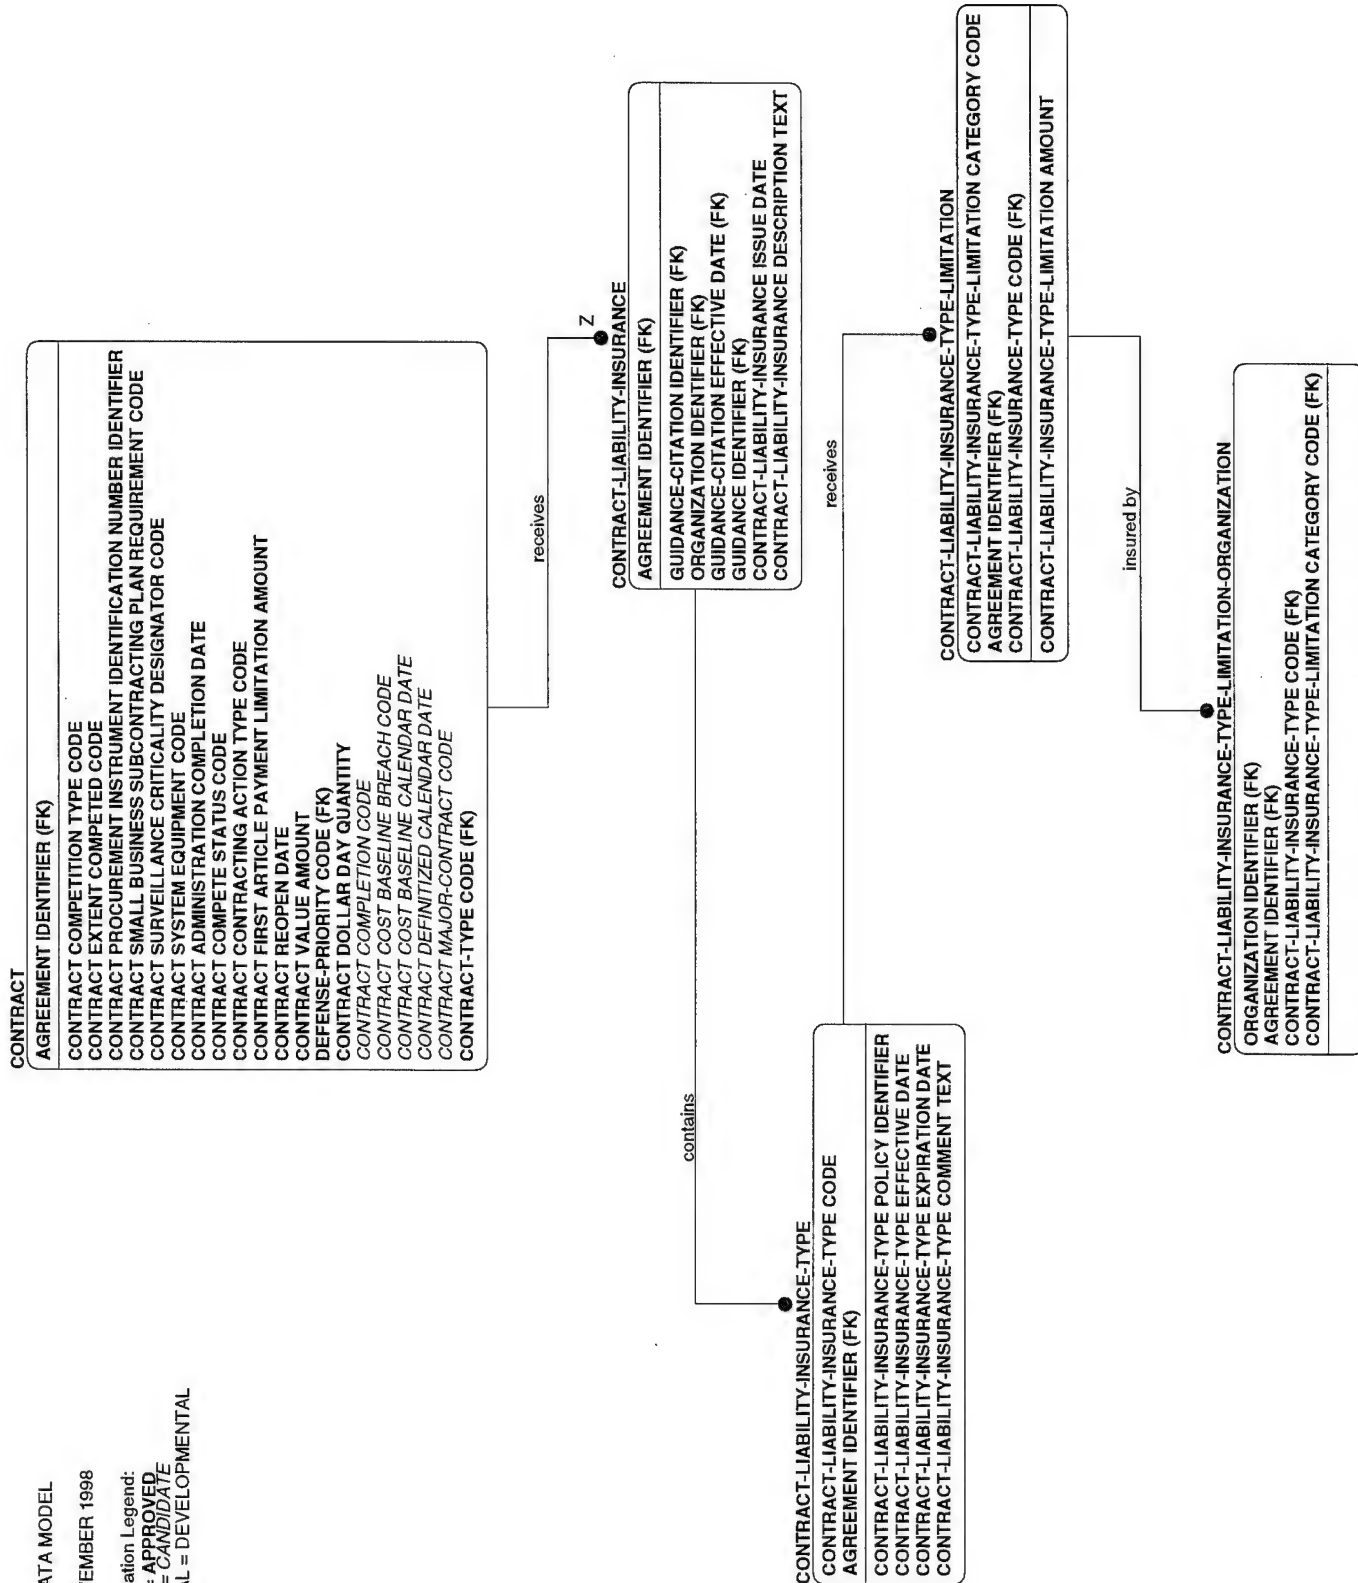 ATA MODEL
EMBER 1998
ation Legend:
= APPROVED
= CANDIDATE
AL = DEVELOPMENTAL
CONTRACT
AGREEMENT IDENTIFIER (FK)
CONTRACT COMPETITION TYPE CODE
CONTRACT EXTENT COMPETED CODE
CONTRACT PROCUREMENT INSTRUMENT IDENTIFICATION NUMBER IDENTIFIER
CONTRACT SMALL BUSINESS SUBCONTRACTING PLAN REQUIREMENT CODE
CONTRACT SURVEILLANCE CRITICALITY DESIGNATOR CODE
CONTRACT SYSTEM EQUIPMENT CODE
CONTRACT ADMINISTRATION COMPLETION DATE
CONTRACT COMPETE STATUS CODE
CONTRACT CONTRACTING ACTION TYPE CODE
CONTRACT FIRST ARTICLE PAYMENT LIMITATION AMOUNT
CONTRACT REOPEN DATE
CONTRACT VALUE AMOUNT
DEFENSE-PRIORITY CODE (FK)
CONTRACT DOLLAR DAY QUANTITY
CONTRACT COMPLETION CODE
CONTRACT COST BASELINE BREACH CODE
CONTRACT COST BASELINE CALENDAR DATE
CONTRACT DEFINITIZED CALENDAR DATE
CONTRACT MAJOR-CONTRACT CODE
CONTRACT-TYPE CODE (FK)
receives
Z
CONTRACT-LIABILITY-INSURANCE
AGREEMENT IDENTIFIER (FK)
GUIDANCE-CITATION IDENTIFIER (FK)
ORGANIZATION IDENTIFIER (FK)
GUIDANCE-CITATION EFFECTIVE DATE (FK)
GUIDANCE IDENTIFIER (FK)
CONTRACT-LIABILITY-INSURANCE ISSUE DATE
CONTRACT-LIABILITY-INSURANCE DESCRIPTION TEXT
contains
CONTRACT-LIABILITY-INSURANCE-TYPE
CONTRACT-LIABILITY-INSURANCE-TYPE CODE
AGREEMENT IDENTIFIER (FK)
CONTRACT-LIABILITY-INSURANCE-TYPE POLICY IDENTIFIER
CONTRACT-LIABILITY-INSURANCE-TYPE EFFECTIVE DATE
CONTRACT-LIABILITY-INSURANCE-TYPE EXPIRATION DATE
CONTRACT-LIABILITY-INSURANCE-TYPE COMMENT TEXT
receives
CONTRACT-LIABILITY-INSURANCE-TYPE-LIMITATION
CONTRACT-LIABILITY-INSURANCE-TYPE-LIMITATION CATEGORY CODE
AGREEMENT IDENTIFIER (FK)
CONTRACT-LIABILITY-INSURANCE-TYPE CODE (FK)
CONTRACT-LIABILITY-INSURANCE-TYPE-LIMITATION AMOUNT
insured by
CONTRACT-LIABILITY-INSURANCE-TYPE-LIMITATION-ORGANIZATION
ORGANIZATION IDENTIFIER (FK)
AGREEMENT IDENTIFIER (FK)
CONTRACT-LIABILITY-INSURANCE-TYPE CODE (FK)
CONTRACT-LIABILITY-INSURANCE-TYPE-LIMITATION CATEGORY CODE (FK)